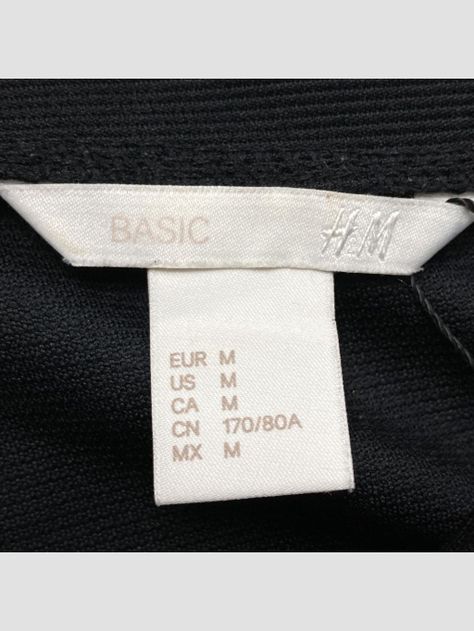 BASIC H&M
EUR M
US M
CA M
CN 170/80A
MX M